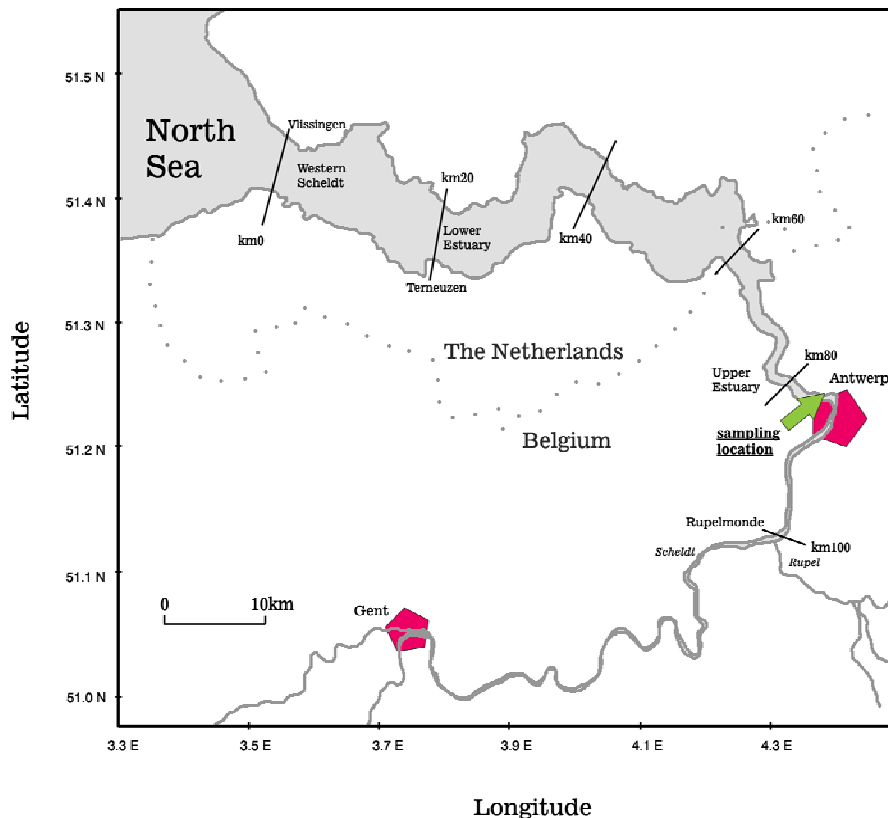 51.5 N
North
Sea
Vlissingen
Western
Scheldt
km20
51.4 N
km0
Lower
Estuary
km40
km60
Terneuzen
51.3 N
The Netherlands
km80
Upper
Estuary
Antwerp
Latitude
51.2 N
Belgium
sampling
location
Rupelmonde
km100
Scheldt
Rupel
51.1 N
0
10km
Gent
51.0 N
3.3 E
3.5 E
3.7 E
3.9 E
4.1 E
4.3 E
Longitude